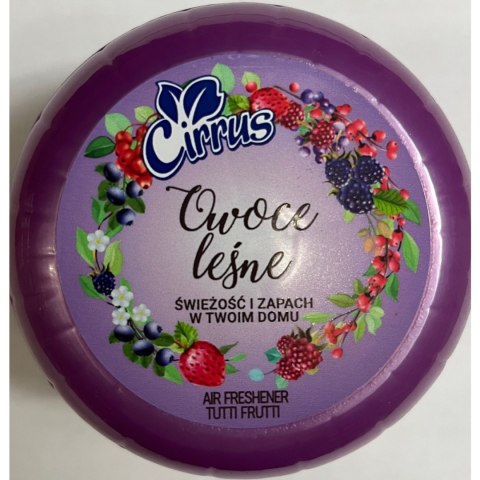 Cirrus
Owoce
leśne
ŚWIEŻOŚĆ I ZAPACH
W TWOIM DOMU
AIR FRESHENER
TUTTI FRUTTI